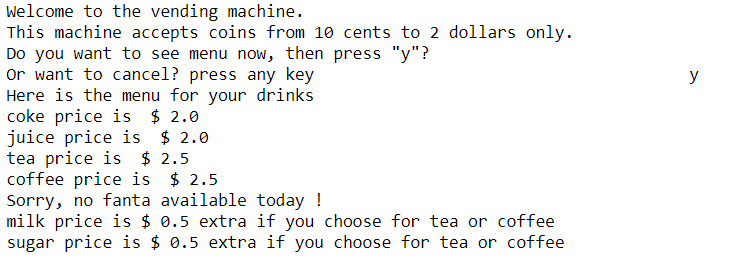 Welcome to the vending machine.
This machine accepts coins from 10 cents to 2 dollars only.
Do you want to see menu now, then press "y"?
Or want to cancel? press any key y
Here is the menu for your drinks
coke price is $ 2.0
juice price is $ 2.0
tea price is $ 2.5
coffee price is $ 2.5
Sorry, no fanta available today !
milk price is $ 0.5 extra if you choose for tea or coffee
sugar price is $ 0.5 extra if you choose for tea or coffee